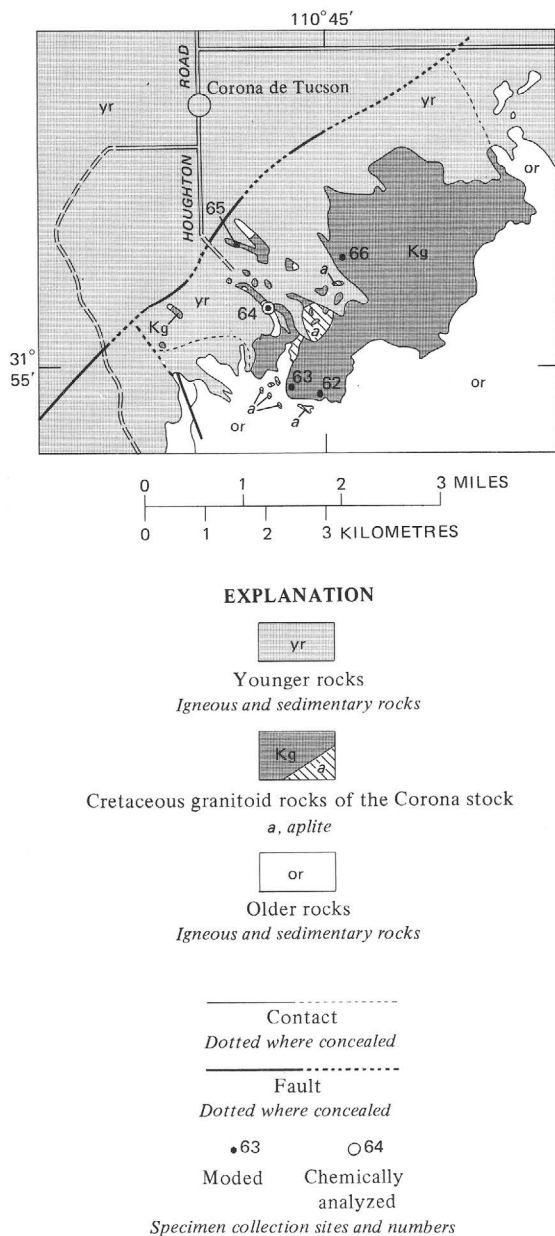 110°45′
yr
ROAD
Corona de Tucson
yr
or
HOUGHTON
65
66
Kg
a
yr
64
a
Kg
31°
55′
63
62
or
a
or
a
0 1 2 3 MILES
0 1 2 3 KILOMETRES
EXPLANATION
yr
Younger rocks
Igneous and sedimentary rocks
Kg
a
Cretaceous granitoid rocks of the Corona stock
a, aplite
or
Older rocks
Igneous and sedimentary rocks
Contact
Dotted where concealed
Fault
Dotted where concealed
63 64
Moded Chemically
analyzed
Specimen collection sites and numbers